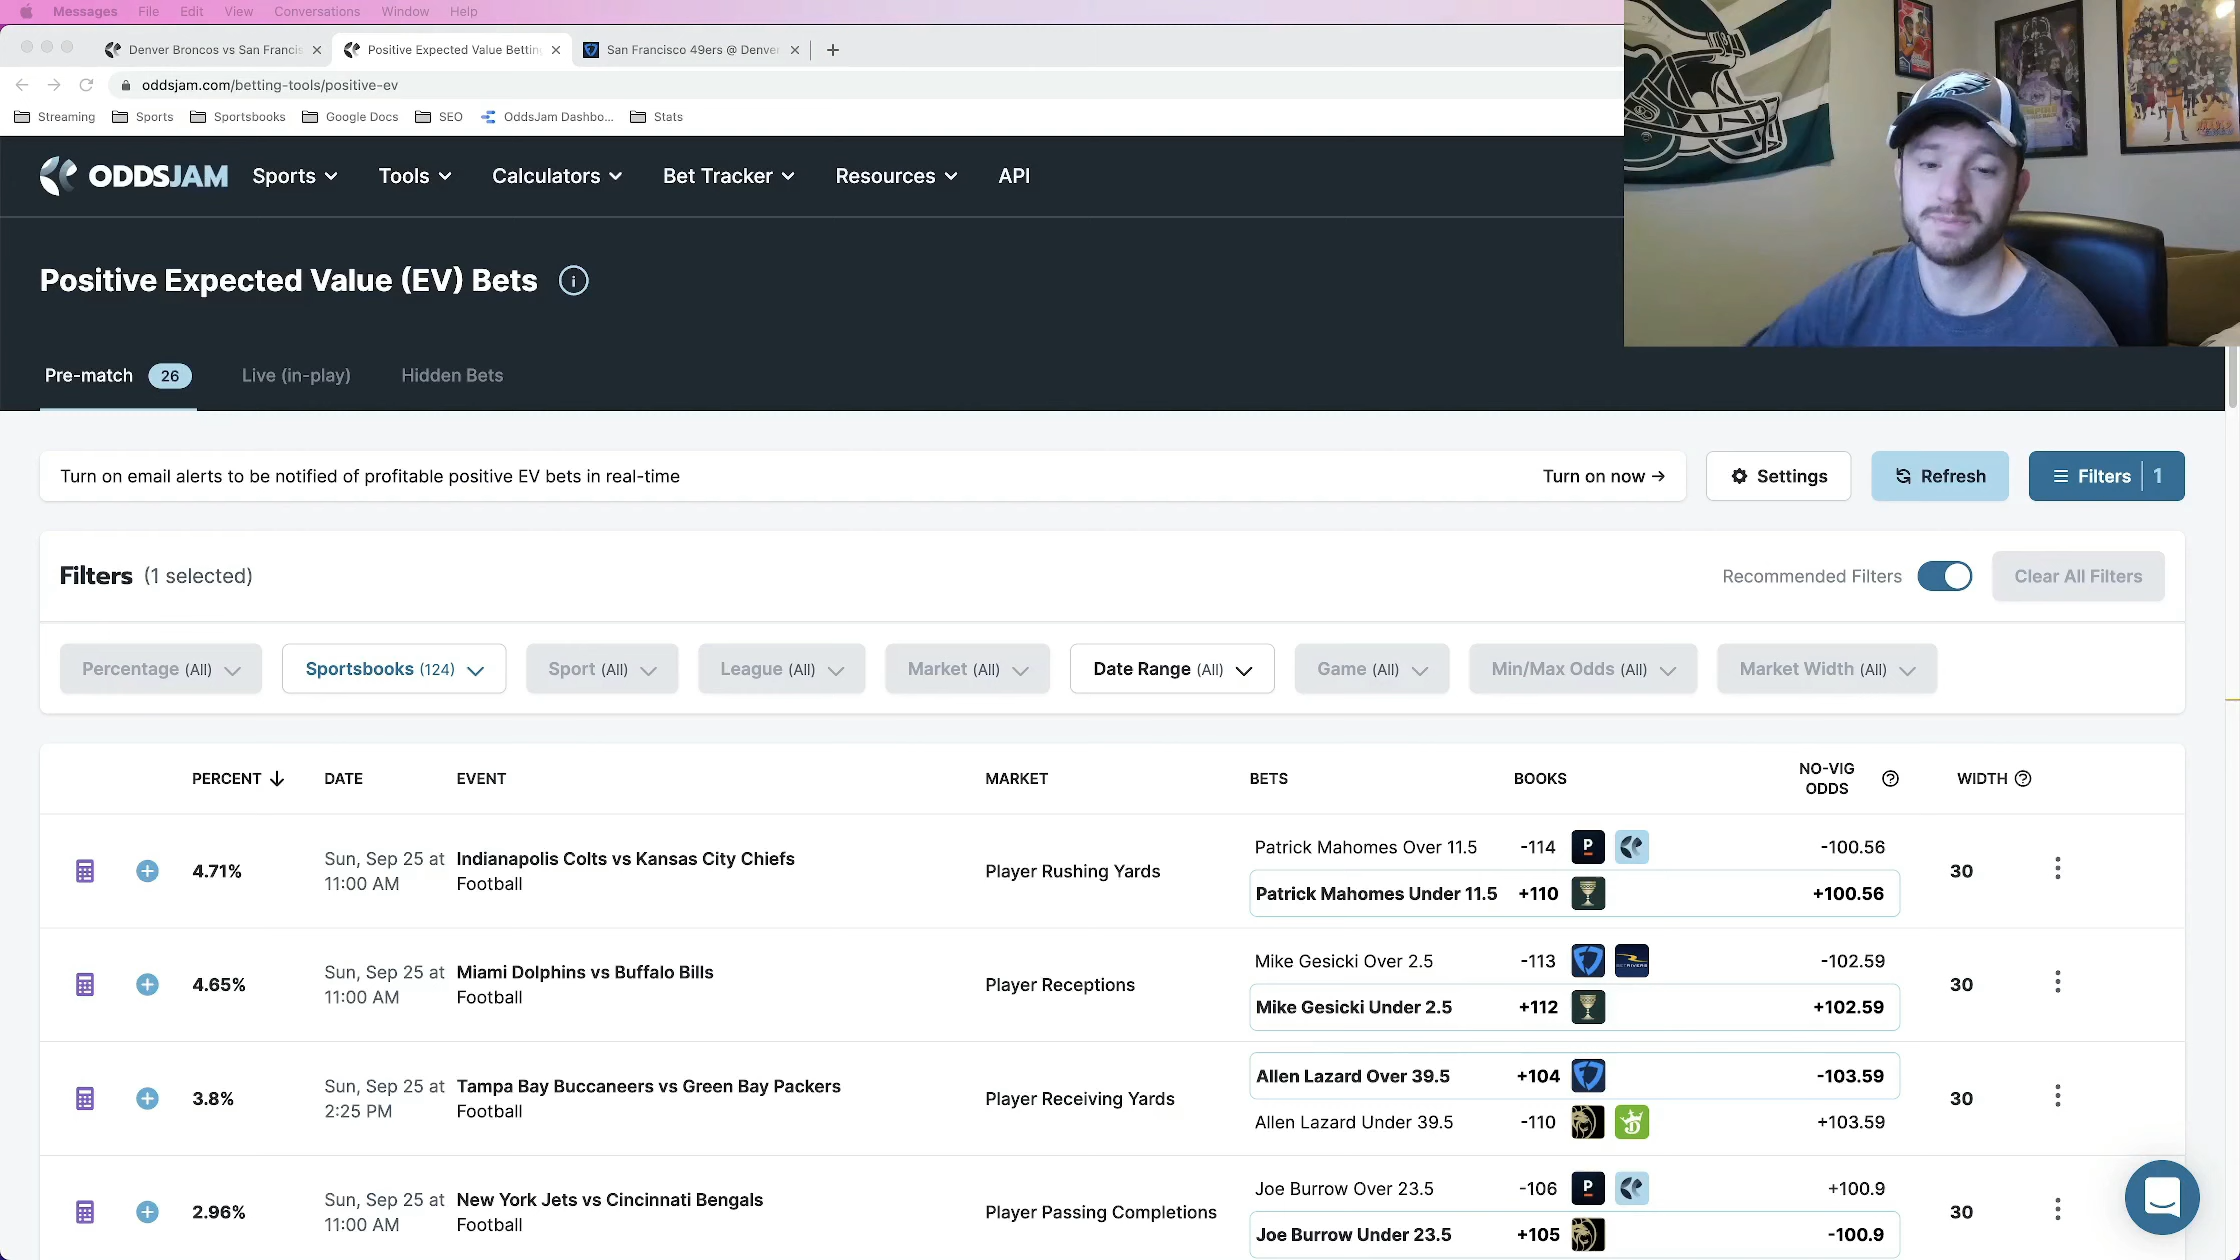 Messages File Edit View Conversations Window Help
Denver Broncos vs San Francis
Positive Expected Value Betting
San Francisco 49ers @ Denver
oddsjam.com/betting-tools/positive-ev
Streaming Sports Sportsbooks Google Docs SEO OddsJam Dashbo... Stats
ODDSJAM Sports Tools Calculators Bet Tracker Resources API
Positive Expected Value (EV) Bets
Pre-match 26 Live (in-play) Hidden Bets
Turn on email alerts to be notified of profitable positive EV bets in real-time Turn on now → Settings Refresh Filters 1
Filters (1 selected) Recommended Filters Clear All Filters
Percentage (All) Sportsbooks (124) Sport (All) League (All) Market (All) Date Range (All) Game (All) Min/Max Odds (All) Market Width (All)
PERCENT ↓ DATE EVENT MARKET BETS BOOKS NO-VIG ODDS WIDTH
4.71%
Sun, Sep 25 at
11:00 AM
Indianapolis Colts vs Kansas City Chiefs
Football
Player Rushing Yards
Patrick Mahomes Over 11.5 -114 P -100.56
Patrick Mahomes Under 11.5 +110 +100.56
30
4.65%
Sun, Sep 25 at
11:00 AM
Miami Dolphins vs Buffalo Bills
Football
Player Receptions
Mike Gesicki Over 2.5 -113 BETRIVERS -102.59
Mike Gesicki Under 2.5 +112 +102.59
30
3.8%
Sun, Sep 25 at
2:25 PM
Tampa Bay Buccaneers vs Green Bay Packers
Football
Player Receiving Yards
Allen Lazard Over 39.5 +104 -103.59
Allen Lazard Under 39.5 -110 +103.59
30
2.96%
Sun, Sep 25 at
11:00 AM
New York Jets vs Cincinnati Bengals
Football
Player Passing Completions
Joe Burrow Over 23.5 -106 P +100.9
Joe Burrow Under 23.5 +105 -100.9
30